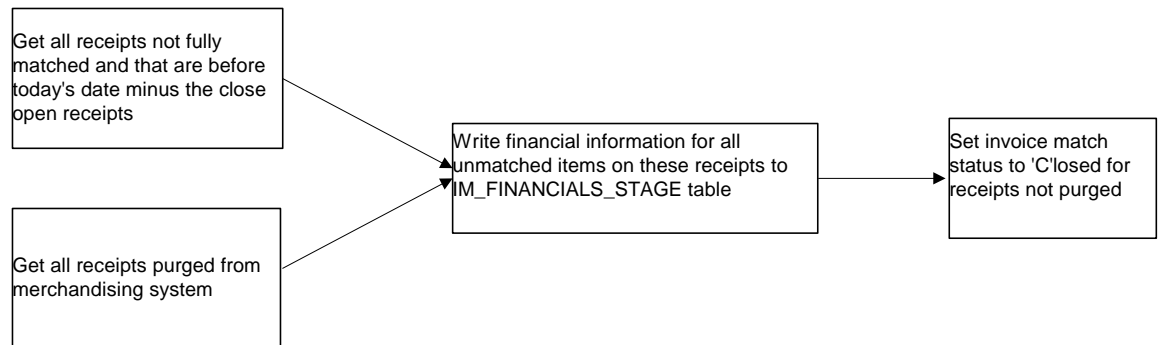 Get all receipts not fully
matched and that are before
today's date minus the close
open receipts
Get all receipts purged from
merchandising system
Write financial information for all
unmatched items on these receipts to
IM_FINANCIALS_STAGE table
Set invoice match
status to 'C'losed for
receipts not purged